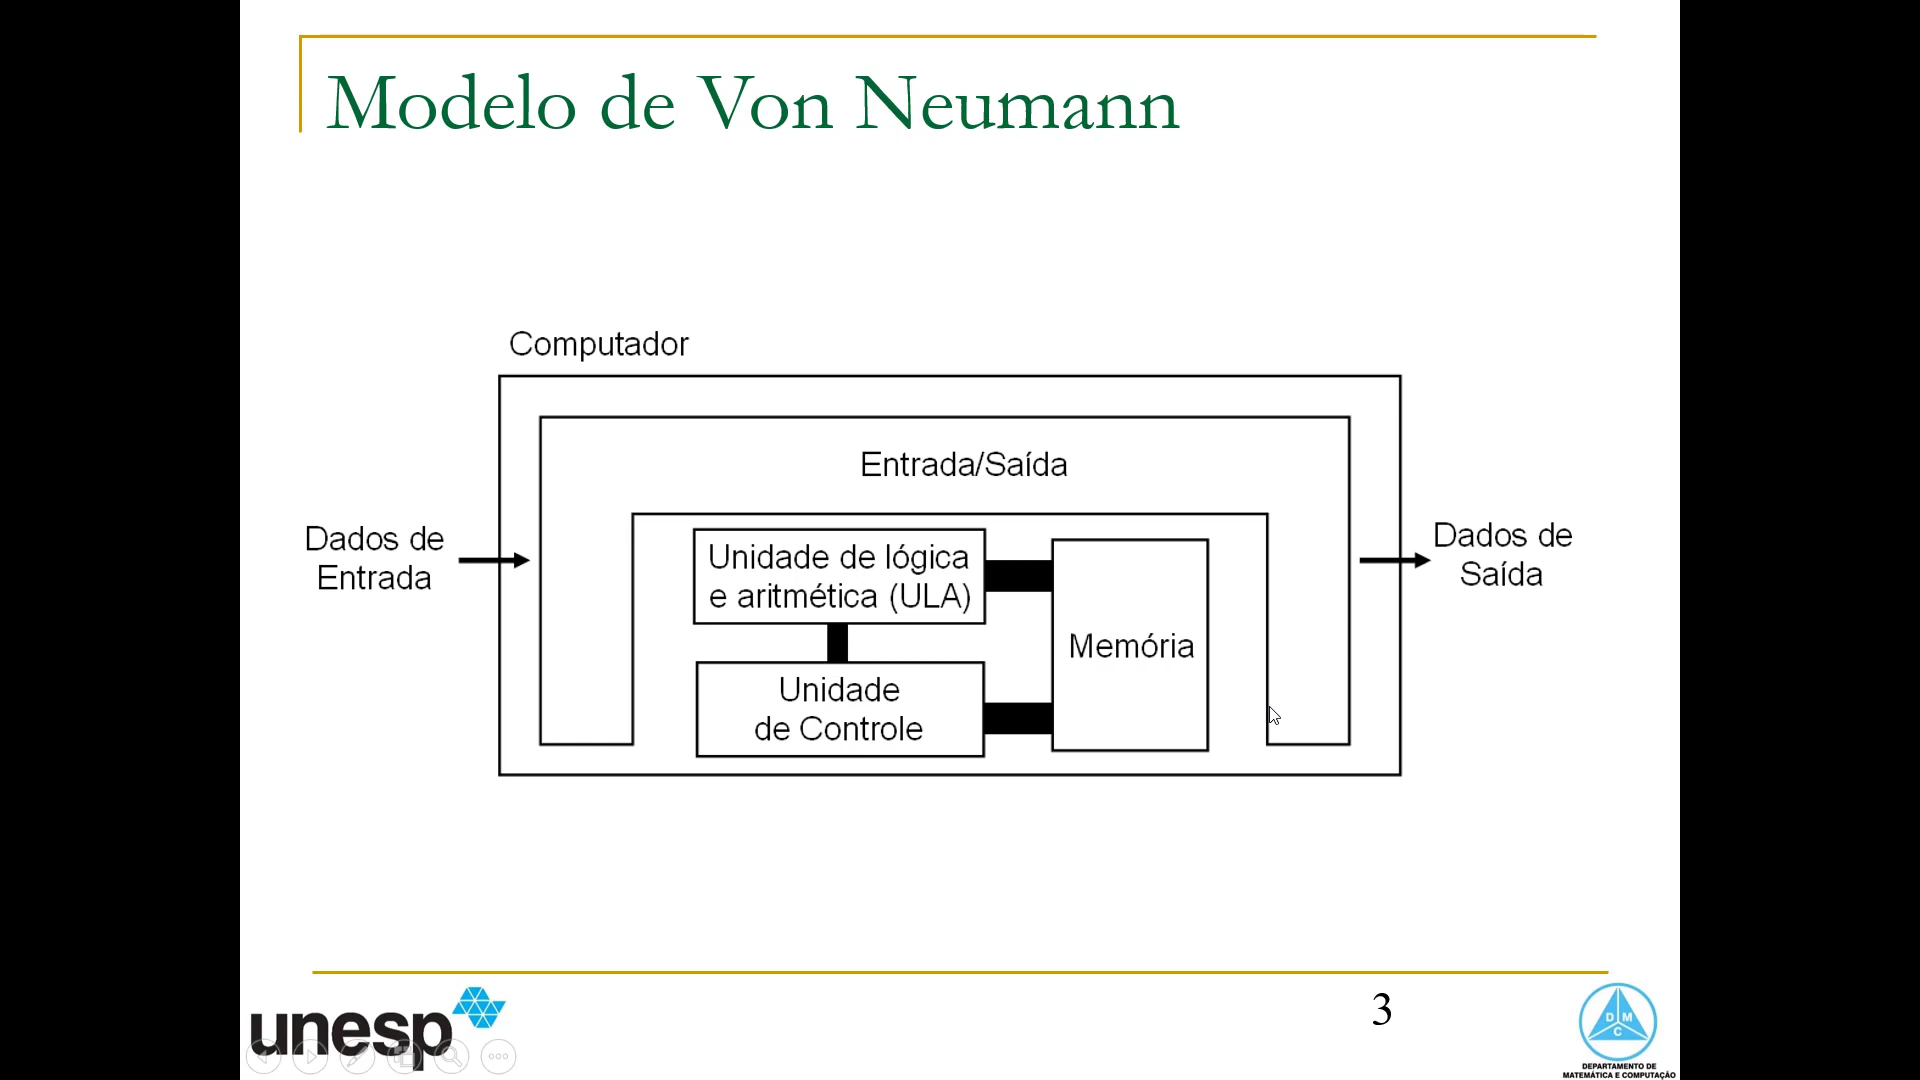 Modelo de Von Neumann
Computador
Entrada/Saída
Dados de
Entrada
Unidade de lógica
e aritmética (ULA)
Unidade
de Controle
Memória
Dados de
Saída
unesp
3
D M
C
DEPARTAMENTO DE
MATEMÁTICA E COMPUTAÇÃO